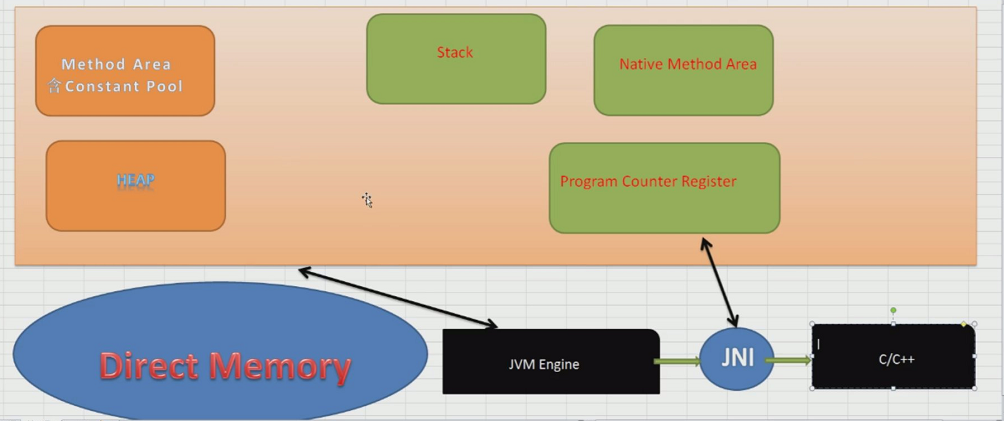 Method Area
含Constant Pool
Stack
Native Method Area
HEAP
Program Counter Register
Direct Memory
JVM Engine
JNI
C/C++